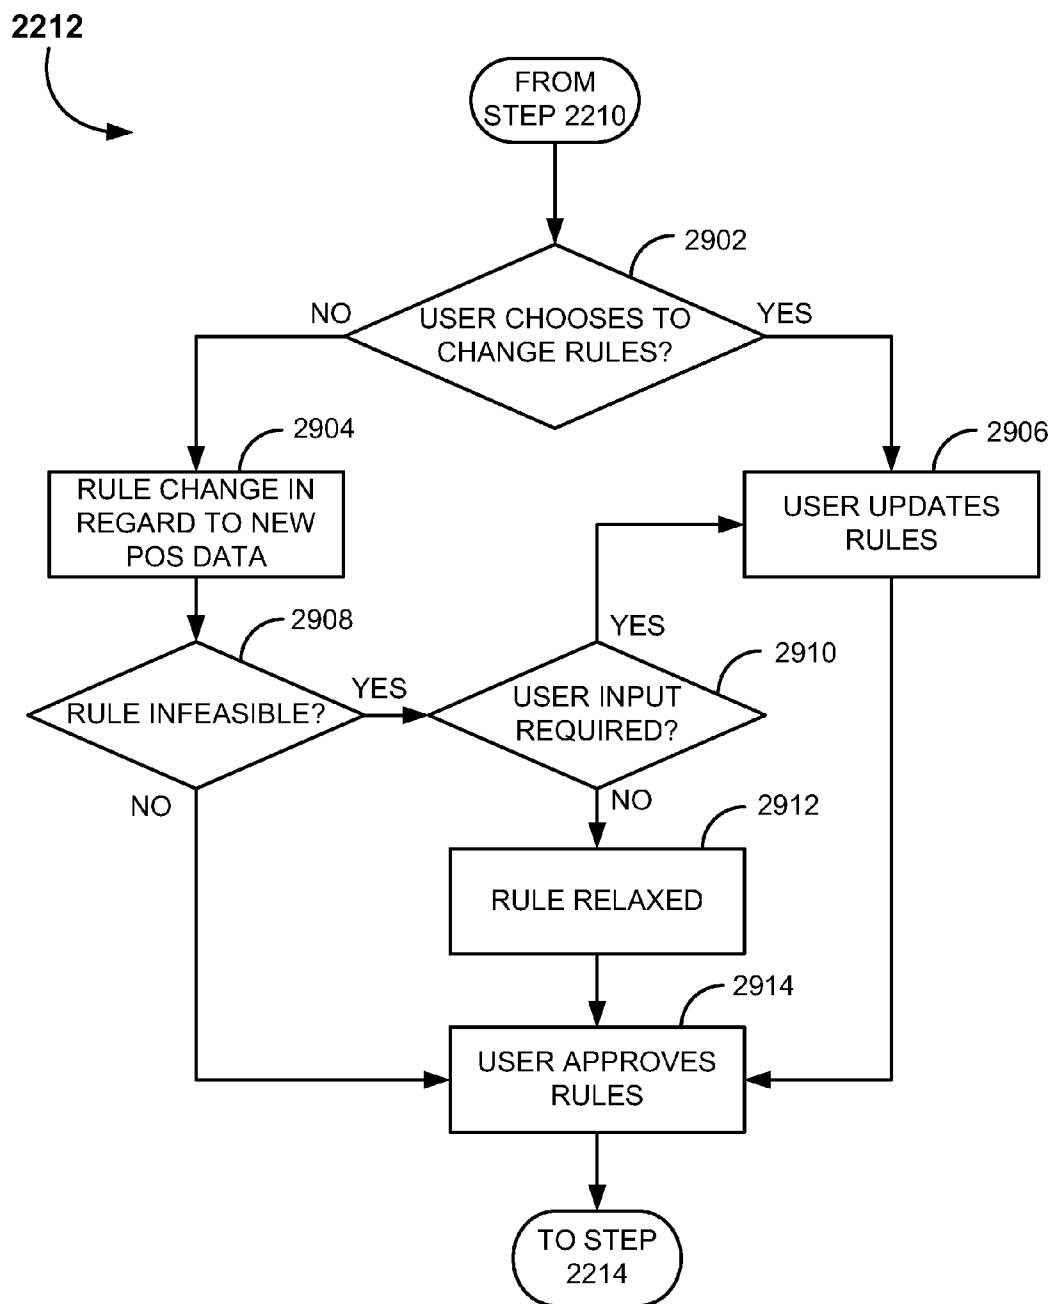 2212
FROM
STEP 2210
2902
NO
USER CHOOSES TO
CHANGE RULES?
YES
2904
2906
RULE CHANGE IN
REGARD TO NEW
POS DATA
USER UPDATES
RULES
2908
YES
2910
RULE INFEASIBLE?
YES
USER INPUT
REQUIRED?
NO
NO
2912
RULE RELAXED
2914
USER APPROVES
RULES
TO STEP
2214